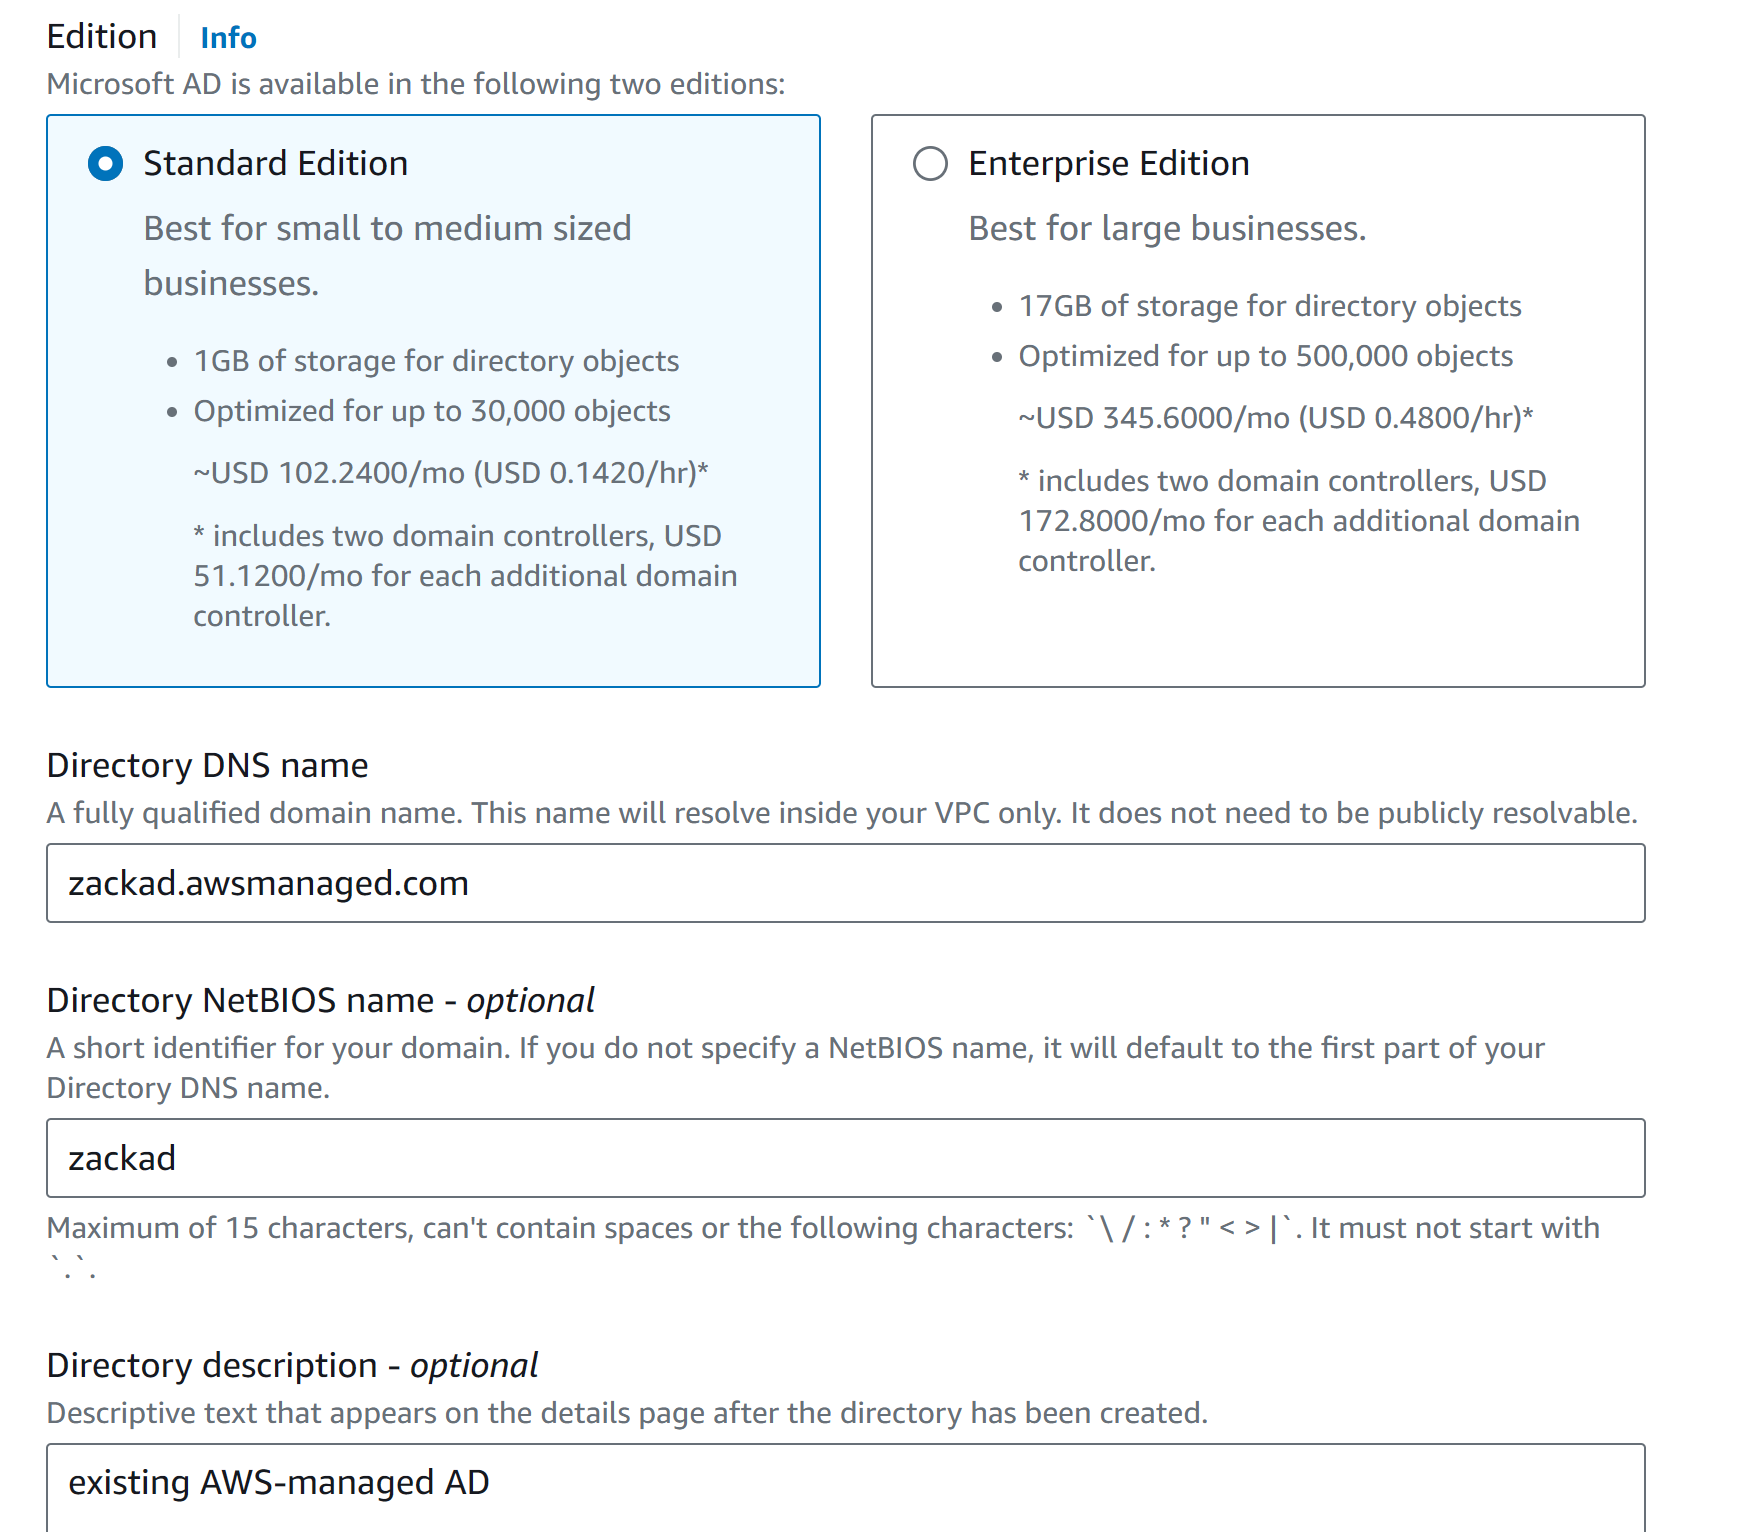 Edition Info
Microsoft AD is available in the following two editions:
Standard Edition
Best for small to medium sized
businesses.
• 1GB of storage for directory objects
• Optimized for up to 30,000 objects
~USD 102.2400/mo (USD 0.1420/hr)*
* includes two domain controllers, USD
51.1200/mo for each additional domain
controller.
Enterprise Edition
Best for large businesses.
• 17GB of storage for directory objects
• Optimized for up to 500,000 objects
~USD 345.6000/mo (USD 0.4800/hr)*
* includes two domain controllers, USD
172.8000/mo for each additional domain
controller.
Directory DNS name
A fully qualified domain name. This name will resolve inside your VPC only. It does not need to be publicly resolvable.
zackad.awsmanaged.com
Directory NetBIOS name - optional
A short identifier for your domain. If you do not specify a NetBIOS name, it will default to the first part of your
Directory DNS name.
zackad
Maximum of 15 characters, can't contain spaces or the following characters: `\ / : * ? " < > |`. It must not start with
`.`.
Directory description - optional
Descriptive text that appears on the details page after the directory has been created.
existing AWS-managed AD